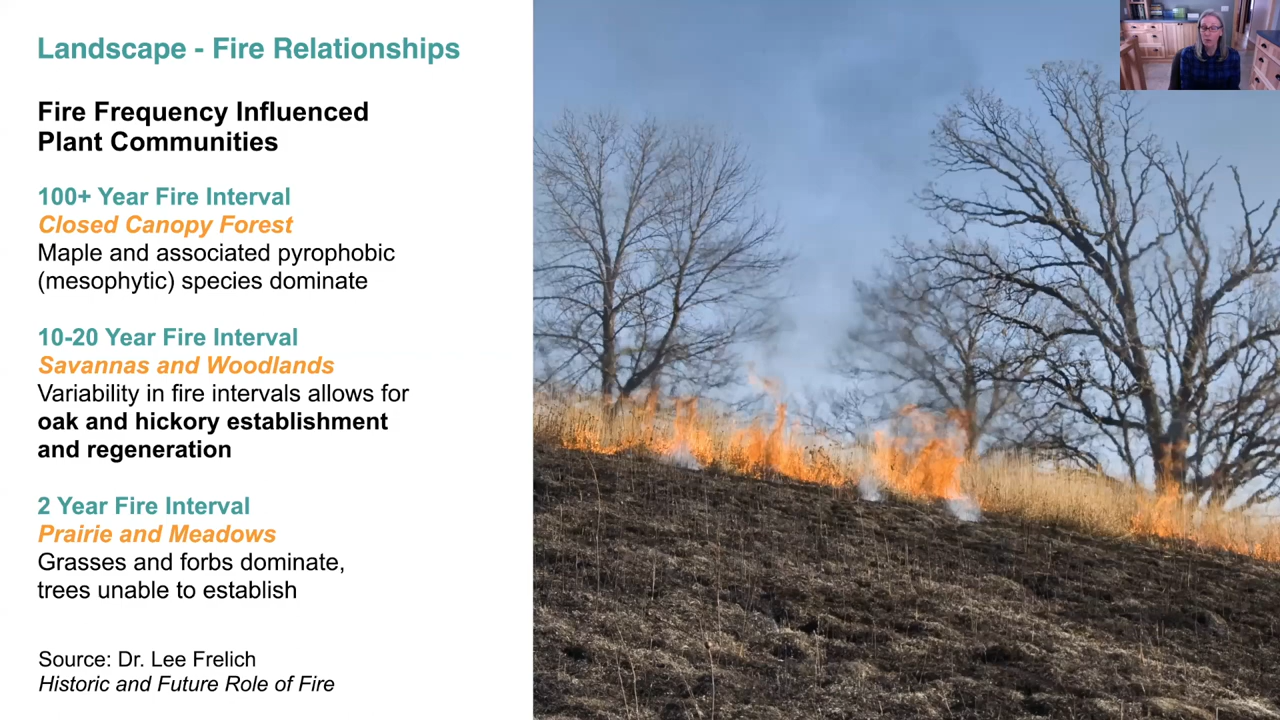 Landscape - Fire Relationships
Fire Frequency Influenced
Plant Communities
100+ Year Fire Interval
Closed Canopy Forest
Maple and associated pyrophobic
(mesophytic) species dominate
10-20 Year Fire Interval
Savannas and Woodlands
Variability in fire intervals allows for
oak and hickory establishment
and regeneration
2 Year Fire Interval
Prairie and Meadows
Grasses and forbs dominate,
trees unable to establish
Source: Dr. Lee Frelich
Historic and Future Role of Fire